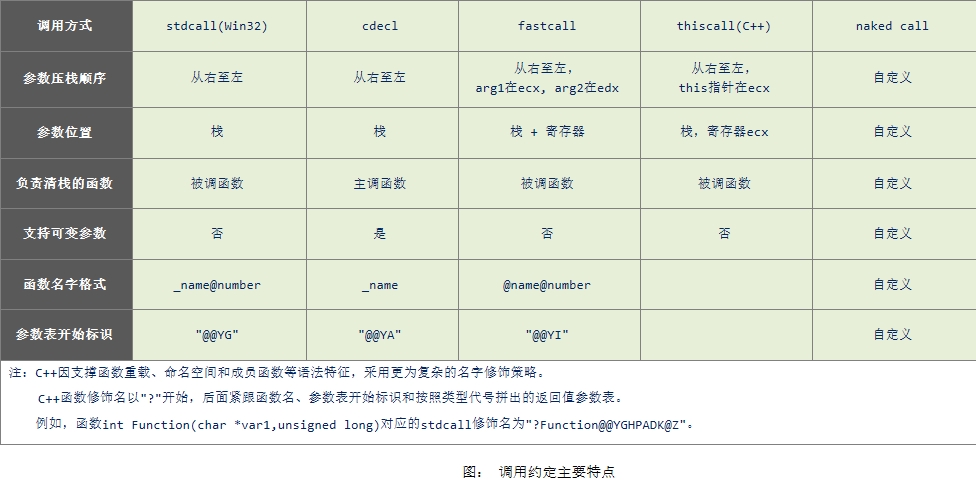 调用方式 stdcall(Win32) cdecl fastcall thiscall(C++) naked call
参数压栈顺序 从右至左 从右至左 从右至左, arg1在ecx, arg2在edx 从右至左, this指针在ecx 自定义
参数位置 栈 栈 栈 + 寄存器 栈, 寄存器ecx 自定义
负责清栈的函数 被调函数 主调函数 被调函数 被调函数 自定义
支持可变参数 否 是 否 否 自定义
函数名字格式 _name@number _name @name@number 自定义
参数表开始标识 "@@YG" "@@YA" "@@YI" 自定义
注：C++因支撑函数重载、命名空间和成员函数等语法特征，采用更为复杂的名字修饰策略。
C++函数修饰名以"?"开始，后面紧跟函数名、参数表开始标识和按照类型代号拼出的返回值参数表。
例如，函数int Function(char *var1,unsigned long)对应的stdcall修饰名为"?Function@@YGHPADK@Z"。
图： 调用约定主要特点